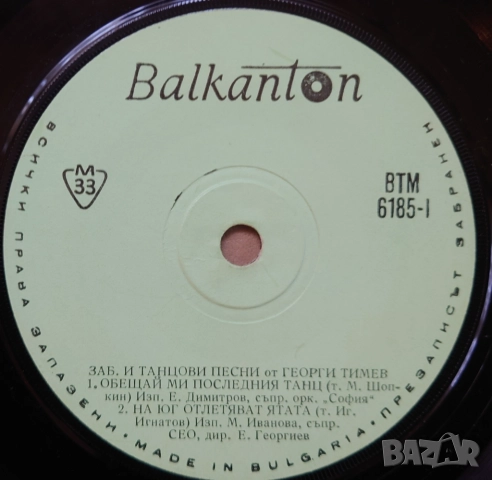 Balkanton
M
33
ВТМ
6185-I
ЗАБ. И ТАНЦОВИ ПЕСНИ от ГЕОРГИ ТИМЕВ
1. ОБЕЩАЙ МИ ПОСЛЕДНИЯ ТАНЦ (т. М. Шоп-
кин) Изп. Е. Димитров, съпр. орк. „София“
2. НА ЮГ ОТЛЕТЯВАТ ЯТАТА (т. Иг.
Игнатов) Изп. М. Иванова, съпр.
СЕО, дир. Е. Георгиев
ВСИЧКИ ПРАВА ЗАПАЗЕНИ. • MADE IN BULGARIA • ПРЕЗАПИСЪТ ЗАБРАНЕН
BAZAR
bg